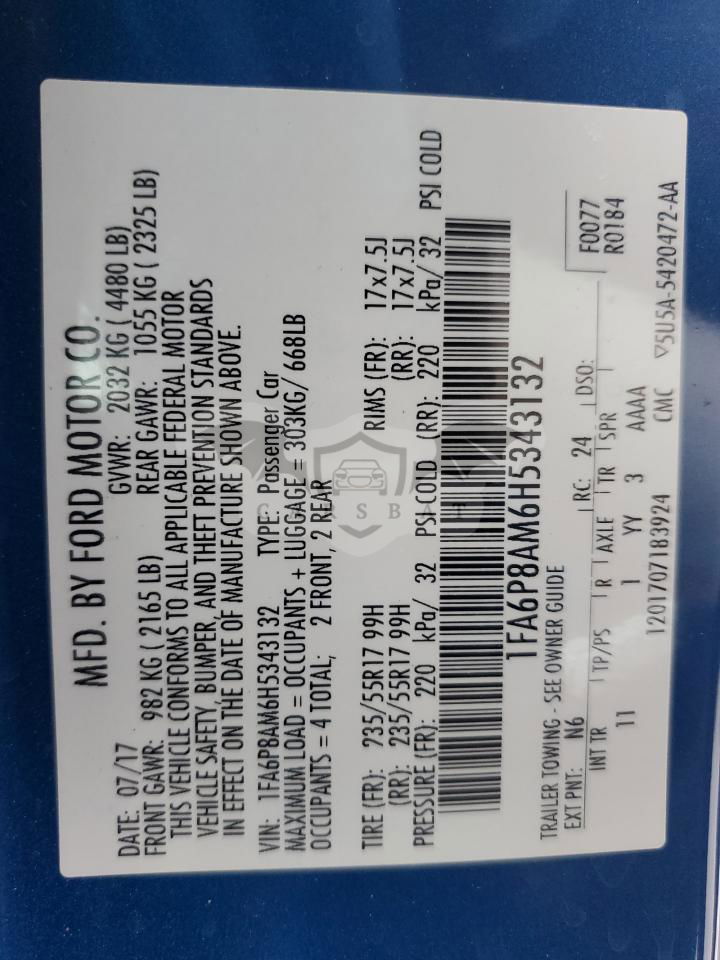 MFD. BY FORD MOTOR CO.
DATE: 07/17 GVWR: 2032 KG ( 4480 LB)
FRONT GAWR: 982 KG ( 2165 LB) REAR GAWR: 1055 KG ( 2325 LB)
THIS VEHICLE CONFORMS TO ALL APPLICABLE FEDERAL MOTOR
VEHICLE SAFETY, BUMPER, AND THEFT PREVENTION STANDARDS
IN EFFECT ON THE DATE OF MANUFACTURE SHOWN ABOVE.
VIN: 1FA6P8AM6H5343132 TYPE: Passenger Car
MAXIMUM LOAD = OCCUPANTS + LUGGAGE = 303KG/ 668LB
OCCUPANTS = 4 TOTAL; 2 FRONT, 2 REAR
TIRE (FR): 235/55R17 99H RIMS (FR): 17x7.5J
(RR): 235/55R17 99H (RR): 17x7.5J
PRESSURE (FR): 220 kPa/ 32 PSI COLD (RR): 220 kPa/ 32 PSI COLD
1FA6P8AM6H5343132
TRAILER TOWING - SEE OWNER GUIDE
EXT PNT: N6 RC: 24 DSO: F0077
INT TR TP/PS R AXLE TR SPR R0184
11 1 YY 3 AAAA
1201707183924 CMC ▽5U5A-5420472-AA